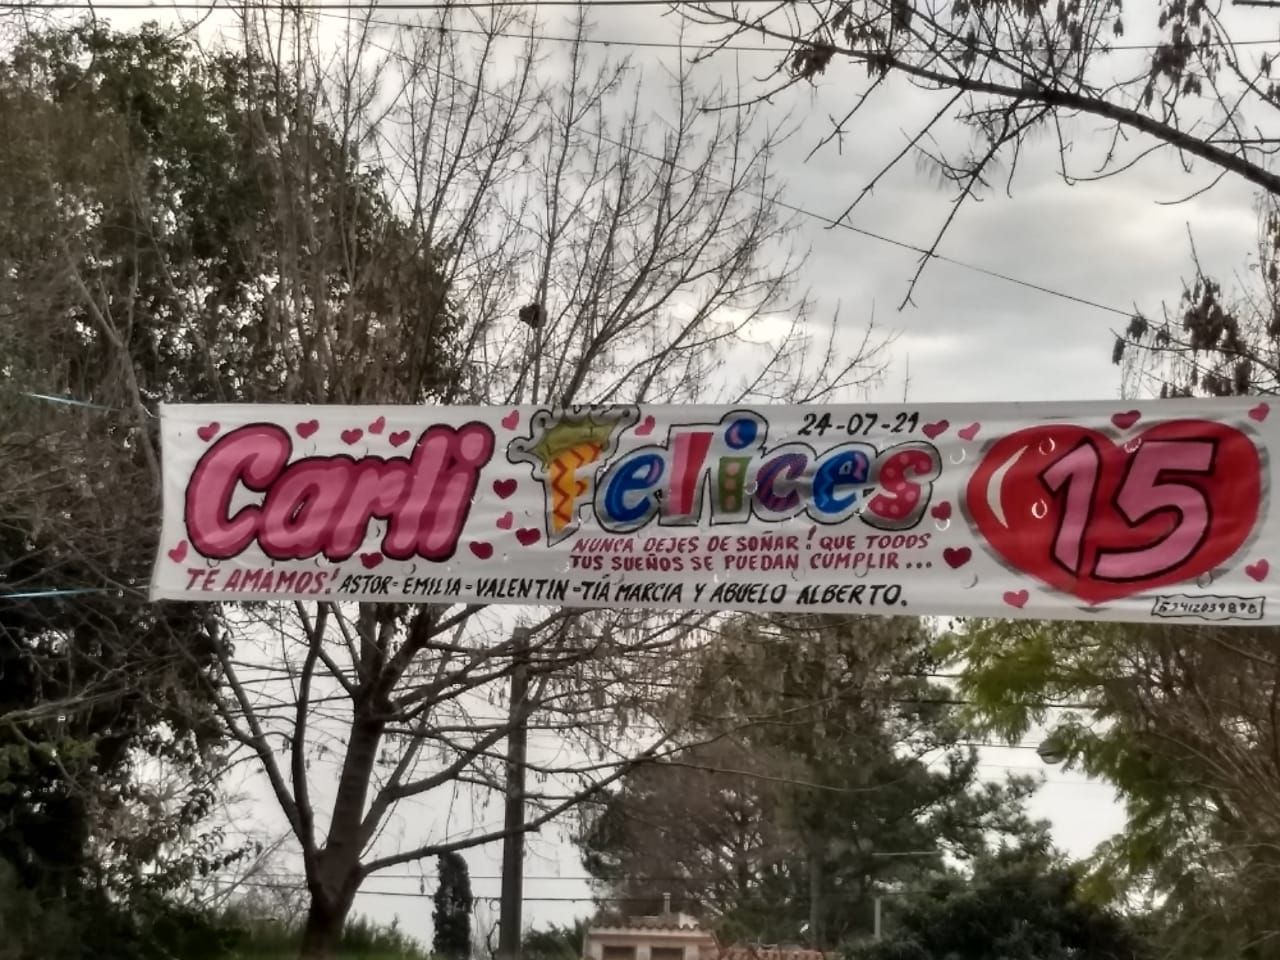 Carli Felices 15
24-07-21
NUNCA DEJES DE SOÑAR! QUE TODOS
TUS SUEÑOS SE PUEDAN CUMPLIR...
TE AMAMOS! ASTOR-EMILIA-VALENTIN-TIÁ MARCIA Y ABUELO ALBERTO.